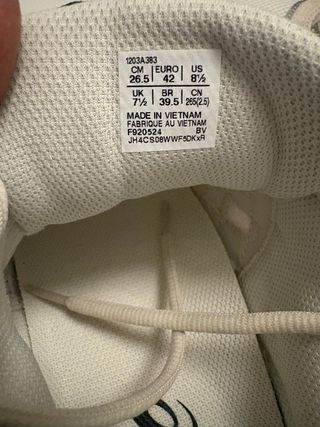 1203A383
CM EURO US
26.5 42 8½
UK BR CN
7½ 39.5 265(2.5)
MADE IN VIETNAM
FABRIQUE AU VIETNAM
F920524 BV
JH4CS08WWF5DKxR